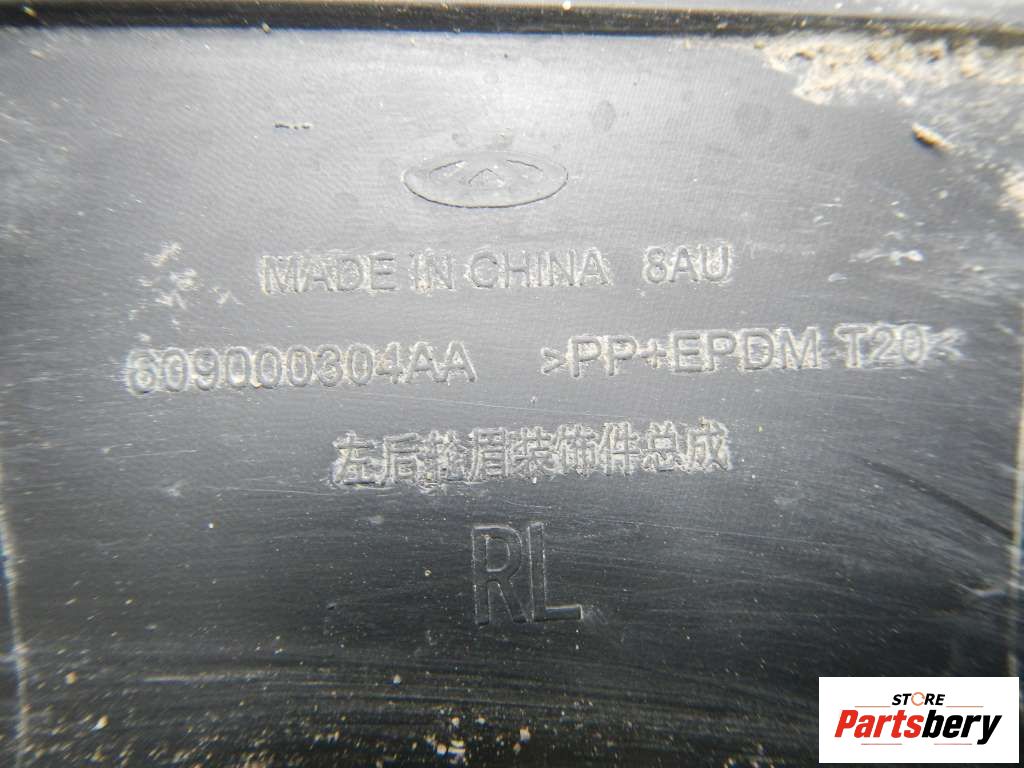 MADE IN CHINA 8AU
609000304AA >PP+EPDM T20<
左后轮眉装饰件总成
RL
STORE
Partsbery